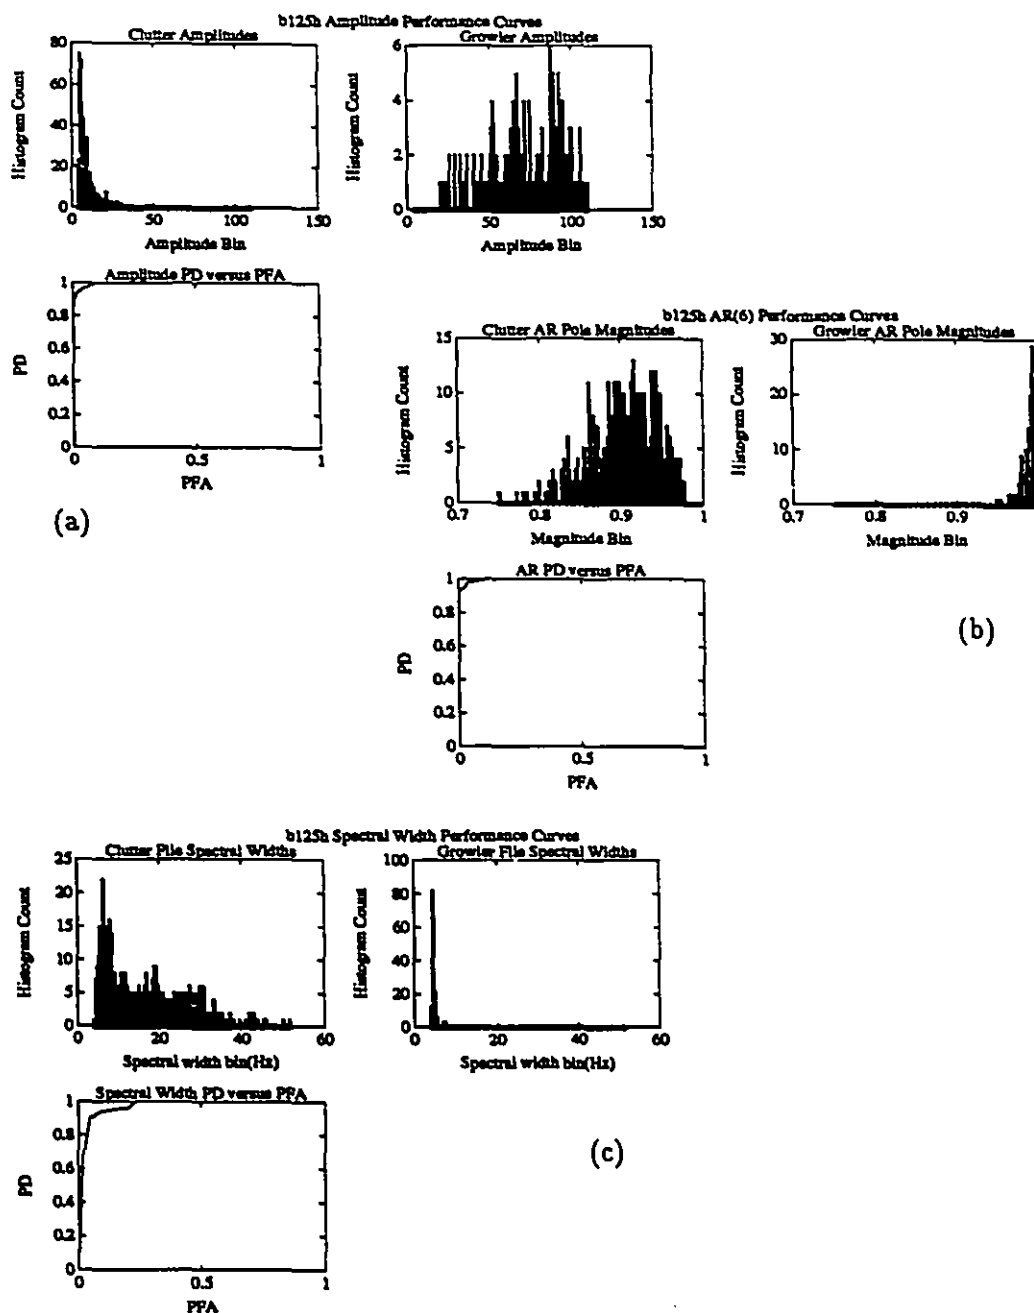 b125h Amplitude Performance Curves
Clutter Amplitudes
Growler Amplitudes
80
60
40
20
0
Histogram Count
0 50 100 150
Amplitude Bin
6
4
2
0
Histogram Count
0 50 100 150
Amplitude Bin
Amplitude PD versus PFA
1
0.8
0.6
0.4
0.2
0
PD
0 0.5 1
PFA
(a)
b125h AR(6) Performance Curves
Clutter AR Pole Magnitudes
Growler AR Pole Magnitudes
15
10
5
0
Histogram Count
0.7 0.8 0.9 1
Magnitude Bin
30
20
10
0
Histogram Count
0.7 0.8 0.9
Magnitude Bin
AR PD versus PFA
1
0.8
0.6
0.4
0.2
0
PD
0 0.5 1
PFA
(b)
b125h Spectral Width Performance Curves
Clutter File Spectral Widths
Growler File Spectral Widths
25
20
15
10
5
0
Histogram Count
0 20 40 60
Spectral width bin(Hz)
100
80
60
40
20
0
Histogram Count
0 20 40 60
Spectral width bin(Hz)
Spectral Width PD versus PFA
1
0.8
0.6
0.4
0.2
0
PD
0 0.5 1
PFA
(c)